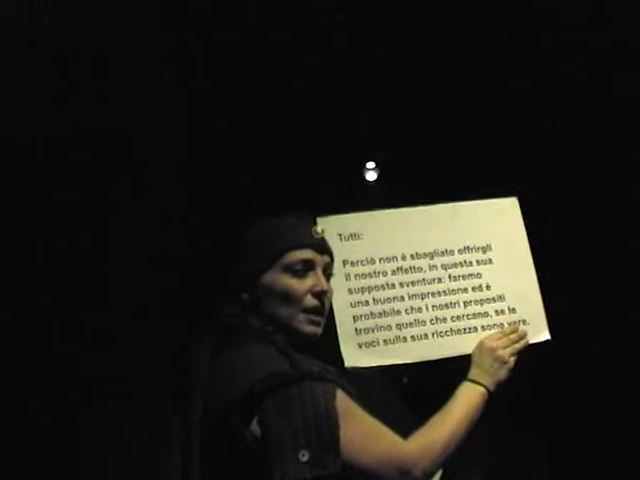 Tutti:
Perciò non è sbagliato offrirgli
il nostro affetto, in questa sua
supposta sventura: faremo
una buona impressione ed è
probabile che i nostri propositi
trovino quello che cercano, se le
voci sulla sua ricchezza sono vere.